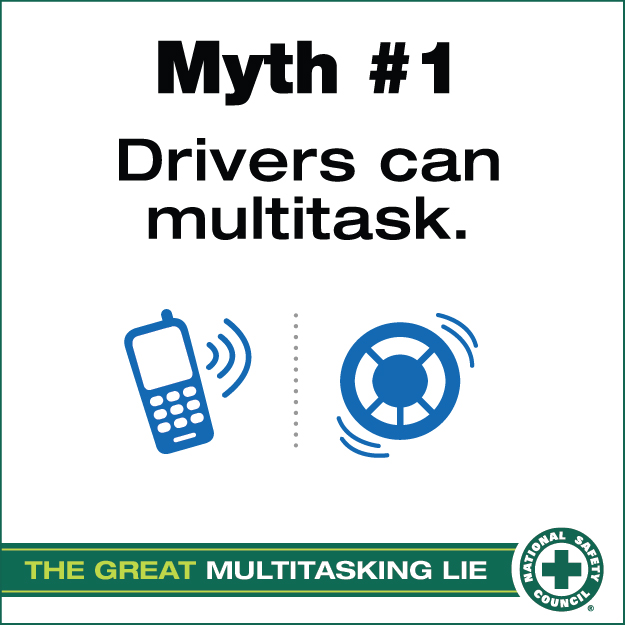 Myth #1
Drivers can
multitask.
THE GREAT MULTITASKING LIE
NATIONAL SAFETY
COUNCIL
®